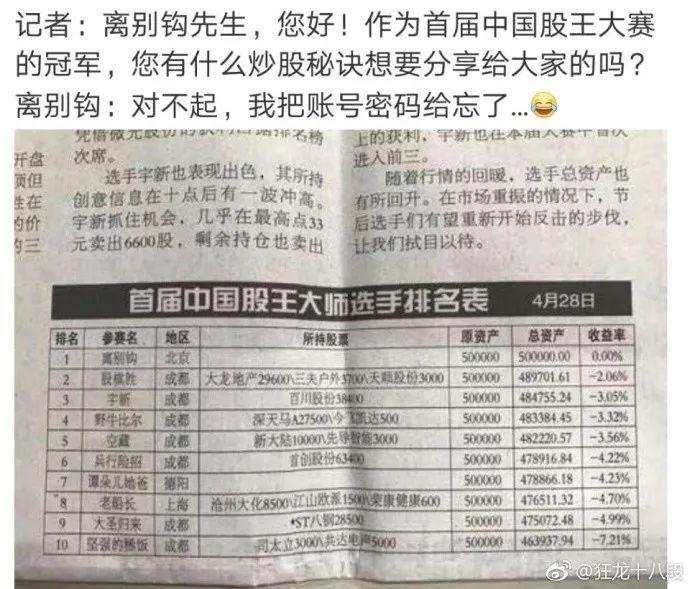 记者：离别钩先生，您好！作为首届中国股王大赛
的冠军，您有什么炒股秘诀想要分享给大家的吗？
离别钩：对不起，我把账号密码给忘了...😂
开盘
顶但
性在
的价
的三
次席。
选手宇新也表现出色，其所持
创意信息在十点后有一波冲高。
宇新抓住机会，几乎在最高点33
元卖出6600股，剩余持仓也卖出
上的获利，宇新也在本届大赛中首次
进入前三。
随着行情的回暖，选手总资产也
有所回升。在市场重振的情况下，节
后选手们有望重新开始反击的步伐，
让我们拭目以待。
首届中国股王大师选手排名表 4月28日
排名 参赛名 地区 所持股票 原资产 总资产 收益率
1 离别钩 北京 500000 500000.00 0.00%
2 股槟胜 成都 大龙地产29600\三夫户外3700\天顺股份3000 500000 489701.61 -2.06%
3 宇新 成都 百川股份38400 500000 484755.24 -3.05%
4 野牛比尔 成都 深天马A27500\今飞凯达500 500000 483384.45 -3.32%
5 空藏 成都 新大陆10000\先导智能3000 500000 482220.57 -3.56%
6 兵行险招 成都 首创股份63400 500000 478916.84 -4.22%
7 谭朵儿她爸 德阳 500000 478866.18 -4.23%
8 老船长 上海 沧州大化8500\江山欧派1500\荣康健康600 500000 476511.32 -4.70%
9 大圣归来 成都 *ST八钢28500 500000 475072.48 -4.99%
10 坚强的稀饭 成都 司太立3000\共达电声5000 500000 463937.94 -7.21%
@狂龙十八段